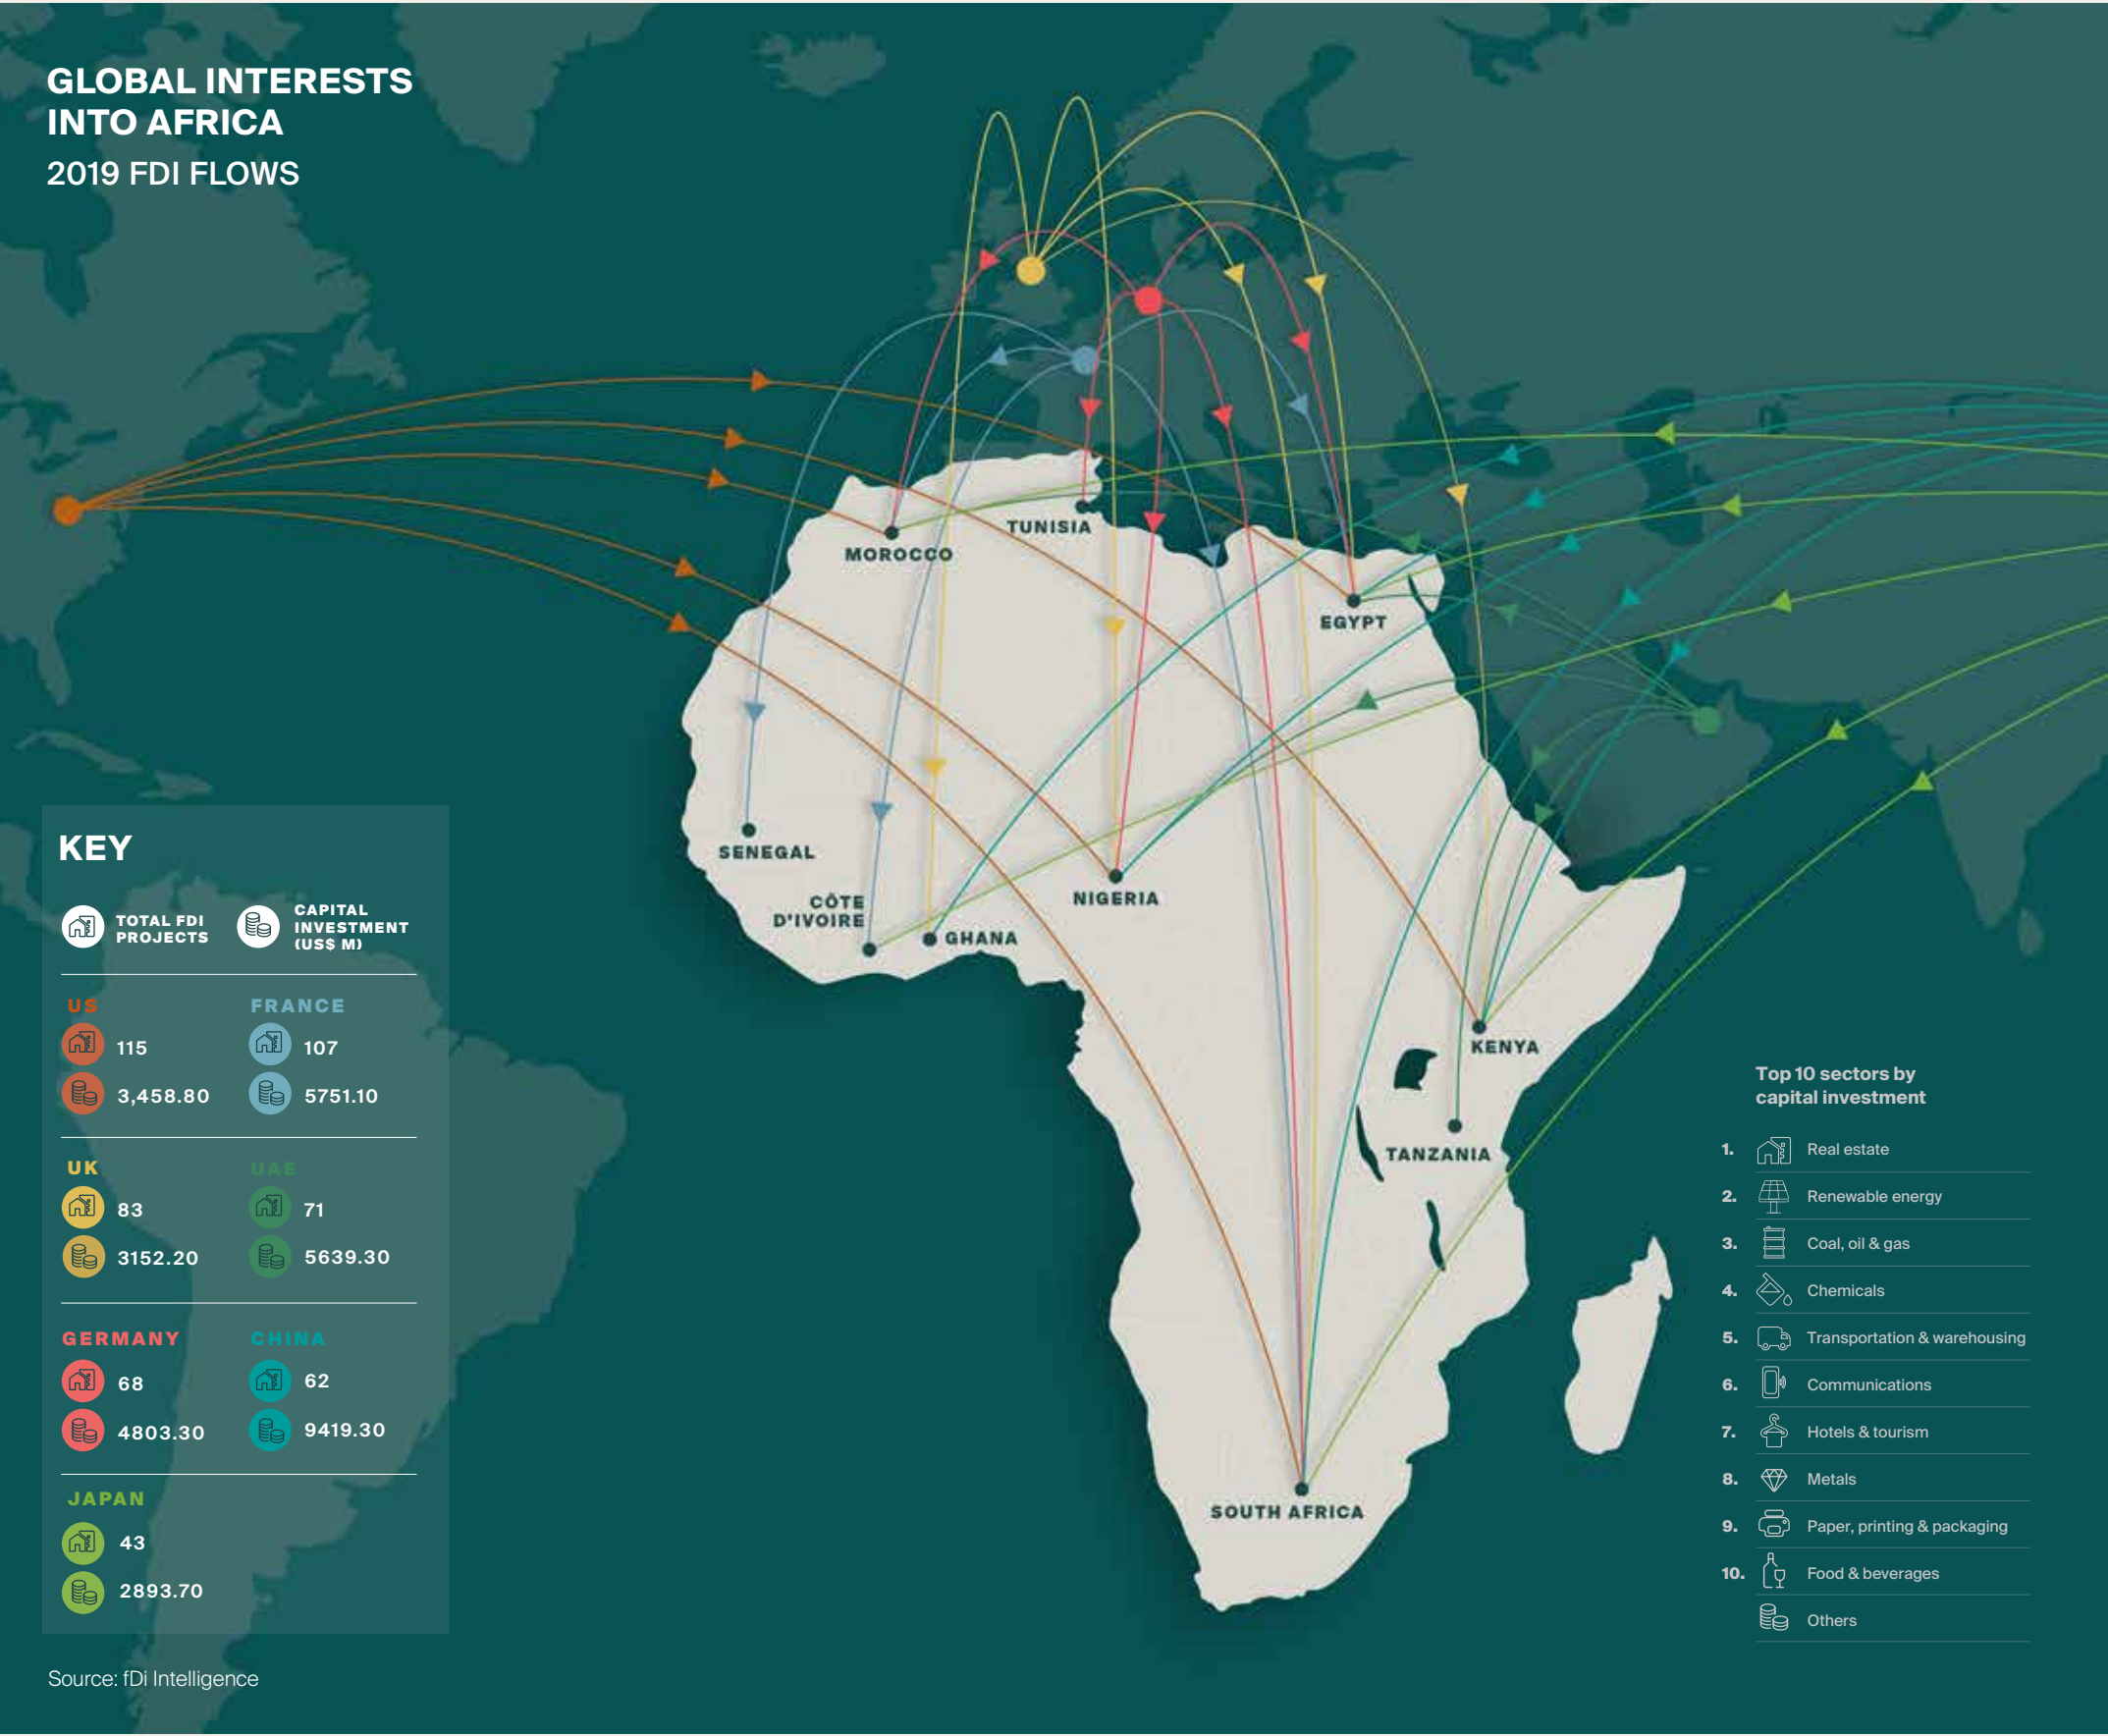 GLOBAL INTERESTS
INTO AFRICA
2019 FDI FLOWS
TUNISIA
MOROCCO
EGYPT
SENEGAL
NIGERIA
CÔTE
D'IVOIRE
GHANA
KENYA
TANZANIA
SOUTH AFRICA
KEY
TOTAL FDI
PROJECTS
CAPITAL
INVESTMENT
(US$ M)
US
115
3,458.80
FRANCE
107
5751.10
UK
83
3152.20
UAE
71
5639.30
GERMANY
68
4803.30
CHINA
62
9419.30
JAPAN
43
2893.70
Source: fDi Intelligence
Top 10 sectors by
capital investment
1. Real estate
2. Renewable energy
3. Coal, oil & gas
4. Chemicals
5. Transportation & warehousing
6. Communications
7. Hotels & tourism
8. Metals
9. Paper, printing & packaging
10. Food & beverages
Others